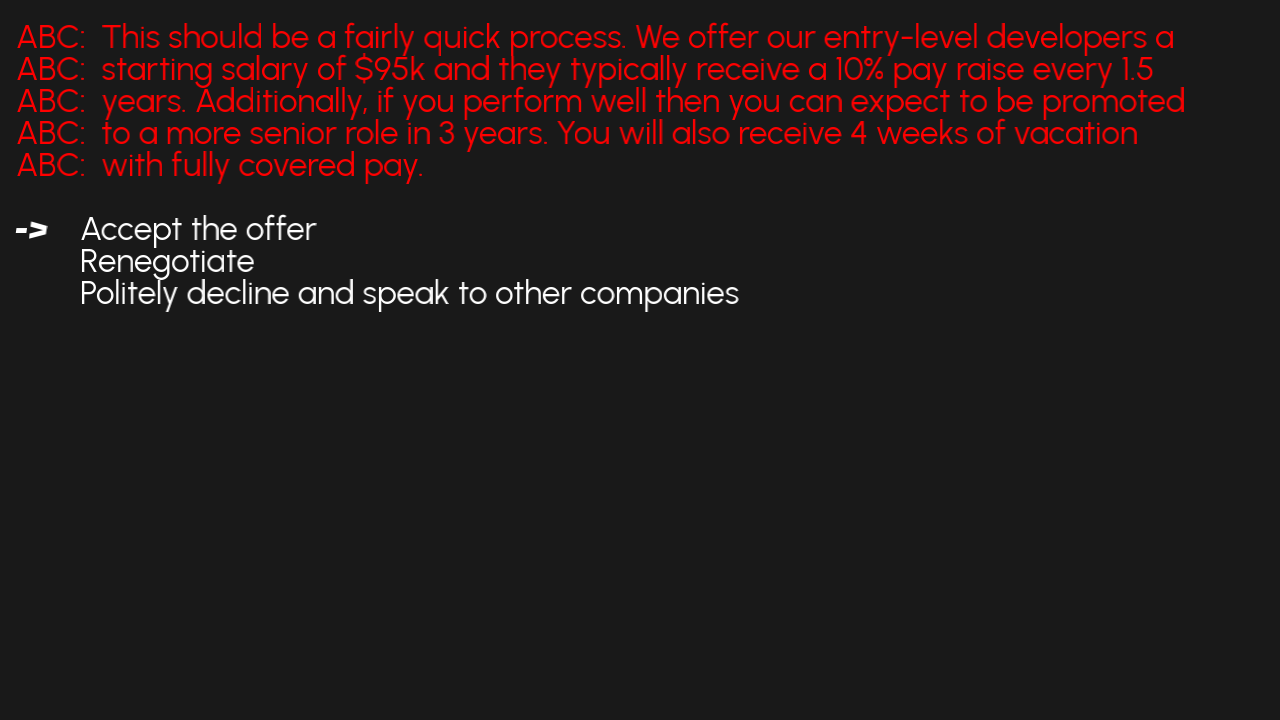 ABC: This should be a fairly quick process. We offer our entry-level developers a
ABC: starting salary of $95k and they typically receive a 10% pay raise every 1.5
ABC: years. Additionally, if you perform well then you can expect to be promoted
ABC: to a more senior role in 3 years. You will also receive 4 weeks of vacation
ABC: with fully covered pay.
-> Accept the offer
Renegotiate
Politely decline and speak to other companies